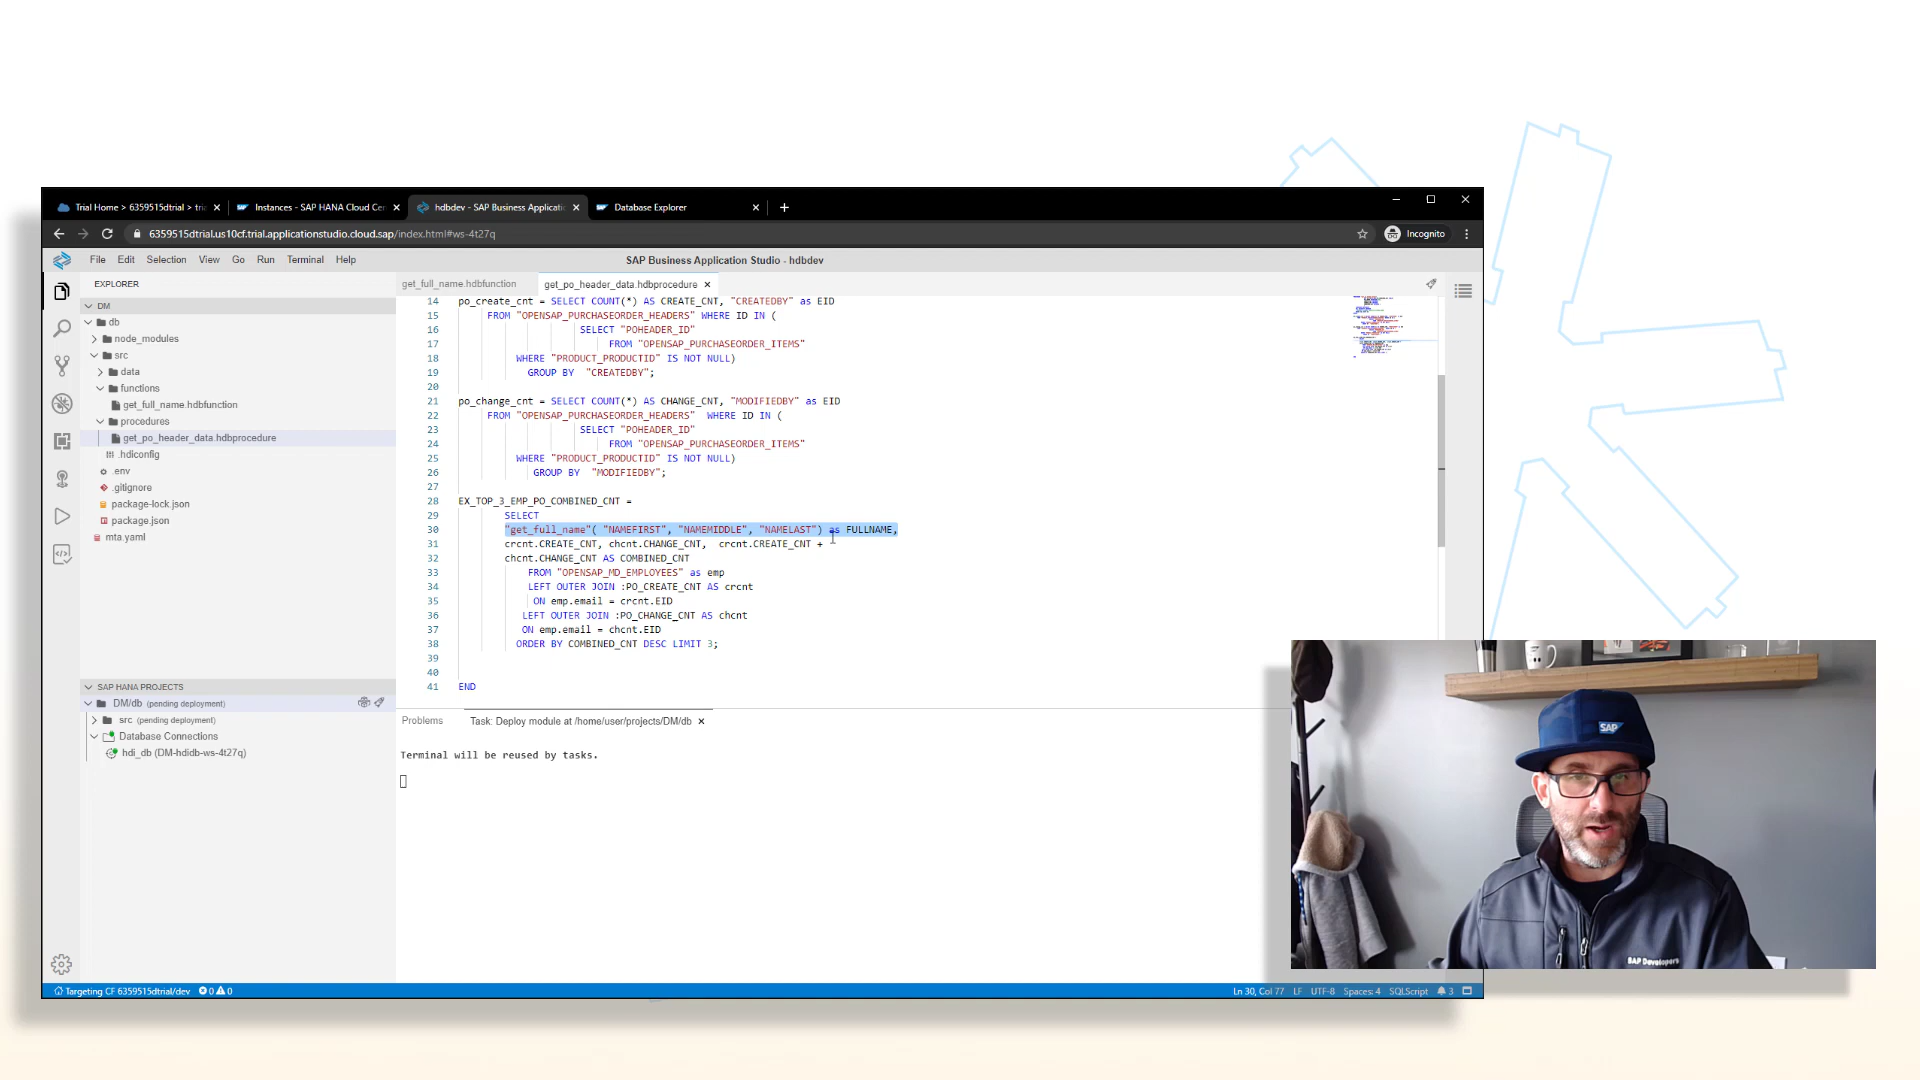 Trial Home > 6359515dtrial > tri
Instances - SAP HANA Cloud Cen
hdbdev - SAP Business Applicati
Database Explorer
6359515dtrial.us10cf.trial.applicationstudio.cloud.sap/index.html#ws-4t27q
Incognito
File Edit Selection View Go Run Terminal Help
SAP Business Application Studio - hdbdev
EXPLORER
DM
db
node_modules
src
data
functions
get_full_name.hdbfunction
procedures
get_po_header_data.hdbprocedure
.hdiconfig
.env
.gitignore
package-lock.json
package.json
mta.yaml
SAP HANA PROJECTS
DM/db (pending deployment)
src (pending deployment)
Database Connections
hdi_db (DM-hdidb-ws-4t27q)
get_full_name.hdbfunction
get_po_header_data.hdbprocedure
14 po_create_cnt = SELECT COUNT(*) AS CREATE_CNT, "CREATEDBY" as EID
15 FROM "OPENSAP_PURCHASEORDER_HEADERS" WHERE ID IN (
16 SELECT "POHEADER_ID"
17 FROM "OPENSAP_PURCHASEORDER_ITEMS"
18 WHERE "PRODUCT_PRODUCTID" IS NOT NULL)
19 GROUP BY "CREATEDBY";
20
21 po_change_cnt = SELECT COUNT(*) AS CHANGE_CNT, "MODIFIEDBY" as EID
22 FROM "OPENSAP_PURCHASEORDER_HEADERS" WHERE ID IN (
23 SELECT "POHEADER_ID"
24 FROM "OPENSAP_PURCHASEORDER_ITEMS"
25 WHERE "PRODUCT_PRODUCTID" IS NOT NULL)
26 GROUP BY "MODIFIEDBY";
27
28 EX_TOP_3_EMP_PO_COMBINED_CNT =
29 SELECT
30 "get_full_name"( "NAMEFIRST", "NAMEMIDDLE", "NAMELAST") as FULLNAME,
31 crcnt.CREATE_CNT, chcnt.CHANGE_CNT, crcnt.CREATE_CNT +
32 chcnt.CHANGE_CNT AS COMBINED_CNT
33 FROM "OPENSAP_MD_EMPLOYEES" as emp
34 LEFT OUTER JOIN :PO_CREATE_CNT AS crcnt
35 ON emp.email = crcnt.EID
36 LEFT OUTER JOIN :PO_CHANGE_CNT AS chcnt
37 ON emp.email = chcnt.EID
38 ORDER BY COMBINED_CNT DESC LIMIT 3;
39
40
41 END
Problems
Task: Deploy module at /home/user/projects/DM/db
Terminal will be reused by tasks.
Targeting CF 6359515dtrial/dev
0 0
Ln 30, Col 77 LF UTF-8 Spaces: 4 SQLScript 3
SAP
SAP Developers